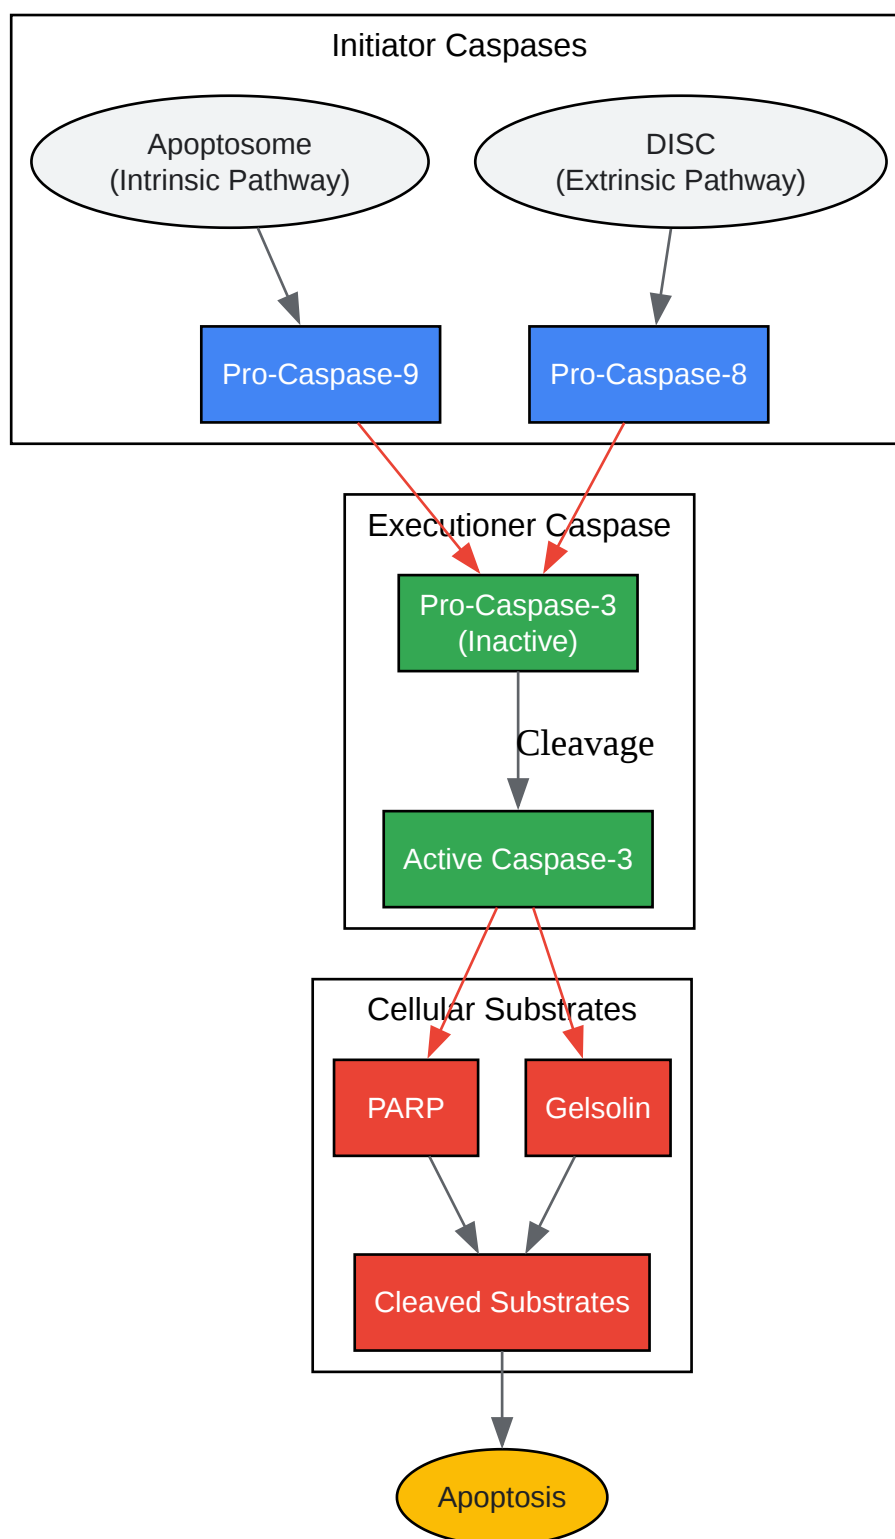 Initiator Caspases
Apoptosome
(Intrinsic Pathway)
DISC
(Extrinsic Pathway)
Pro-Caspase-9
Pro-Caspase-8
Executioner Caspase
Pro-Caspase-3
(Inactive)
Cleavage
Active Caspase-3
Cellular Substrates
PARP
Gelsolin
Cleaved Substrates
Apoptosis